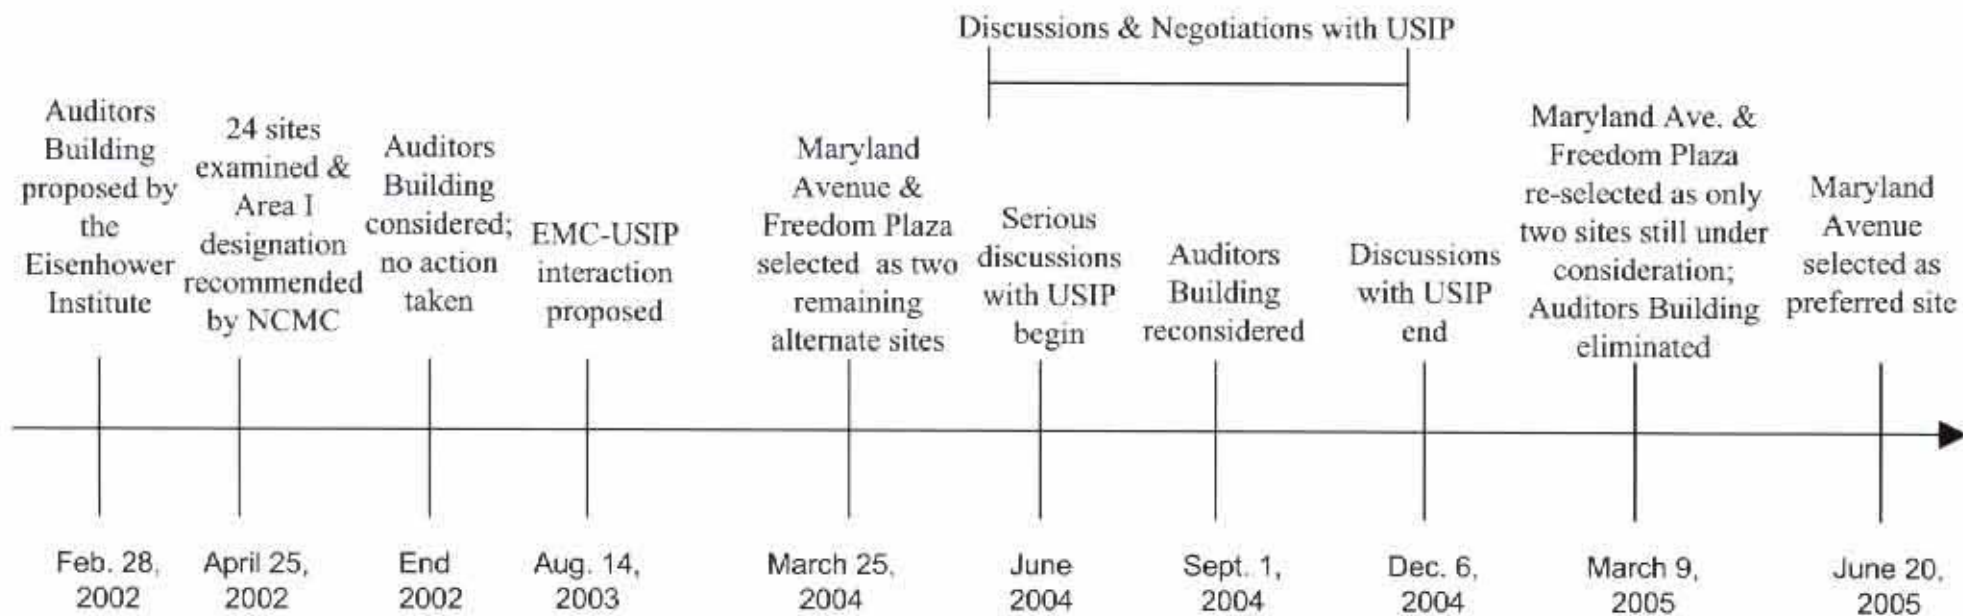 Discussions & Negotiations with USIP
Auditors
Building
proposed by
the
Eisenhower
Institute
24 sites
examined &
Area I
designation
recommended
by NCMC
Auditors
Building
considered;
no action
taken
EMC-USIP
interaction
proposed
Maryland
Avenue &
Freedom Plaza
selected as two
remaining
alternate sites
Serious
discussions
with USIP
begin
Auditors
Building
reconsidered
Discussions
with USIP
end
Maryland Ave. &
Freedom Plaza
re-selected as only
two sites still under
consideration;
Auditors Building
eliminated
Maryland
Avenue
selected as
preferred site
Feb. 28,
2002
April 25,
2002
End
2002
Aug. 14,
2003
March 25,
2004
June
2004
Sept. 1,
2004
Dec. 6,
2004
March 9,
2005
June 20,
2005